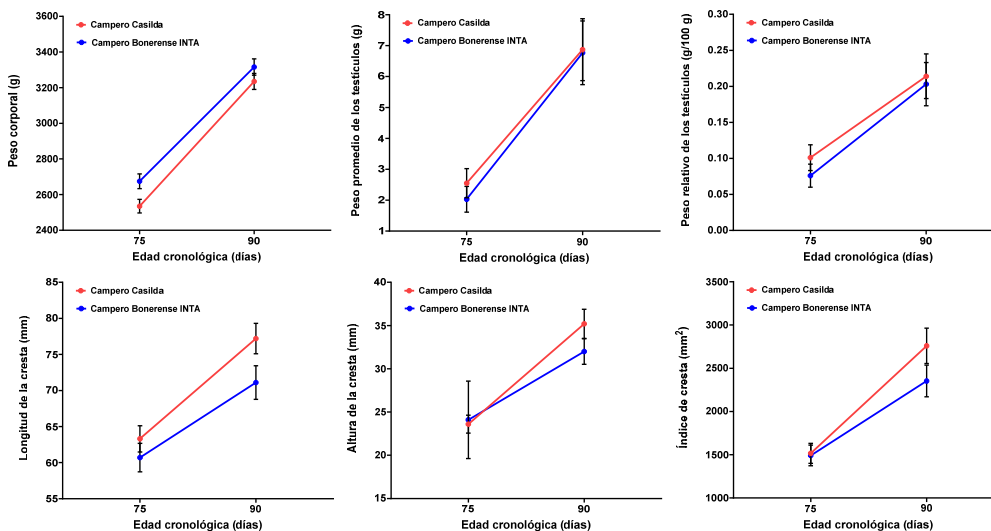 Campero Casilda
Campero Bonerense INTA
Peso corporal (g)
3600
3400
3200
3000
2800
2600
2400
75
90
Edad cronológica (días)
Campero Casilda
Campero Bonerense INTA
Peso promedio de los testículos (g)
8
7
6
5
4
3
2
1
75
90
Edad cronológica (días)
Campero Casilda
Campero Bonerense INTA
Peso relativo de los testículos (g/100 g)
0.30
0.25
0.20
0.15
0.10
0.05
0.00
75
90
Edad cronológica (días)
Campero Casilda
Campero Bonerense INTA
Longitud de la cresta (mm)
85
80
75
70
65
60
55
75
90
Edad cronológica (días)
Campero Casilda
Campero Bonerense INTA
Altura de la cresta (mm)
40
35
30
25
20
15
75
90
Edad cronológica (días)
Campero Casilda
Campero Bonerense INTA
Índice de cresta (mm²)
3500
3000
2500
2000
1500
1000
75
90
Edad cronológica (días)